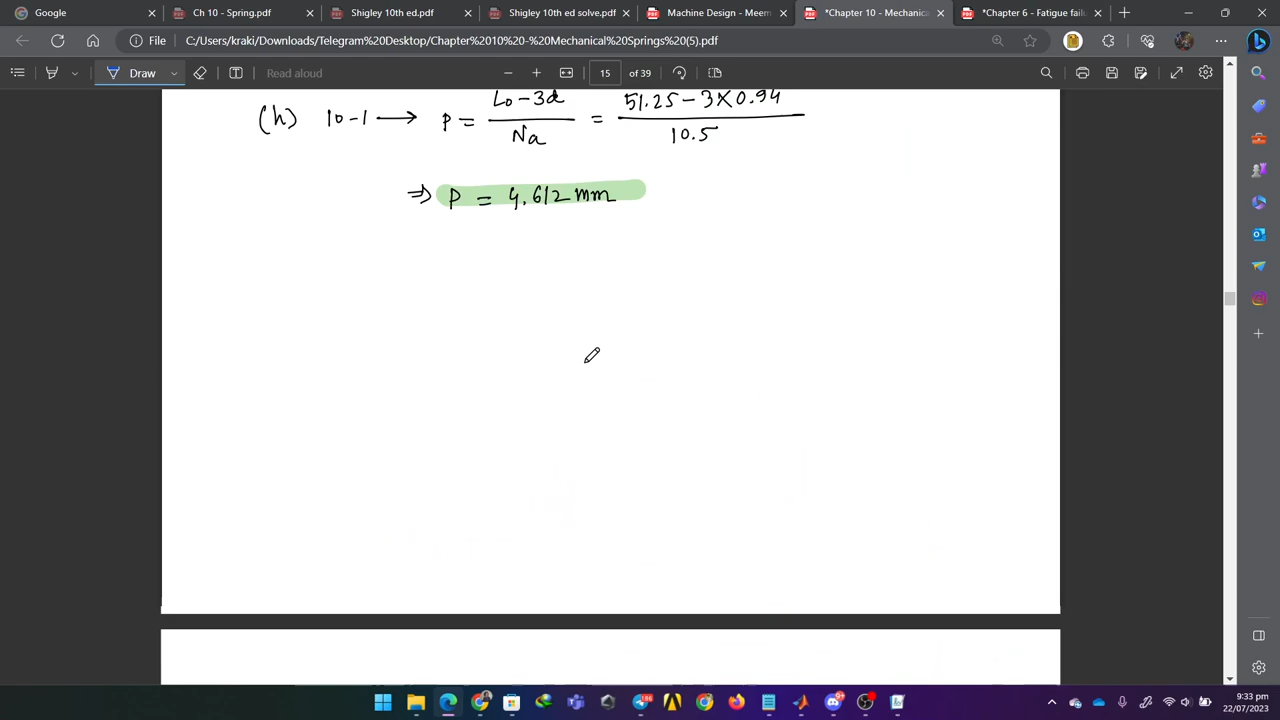 Google
Ch 10 - Spring.pdf
Shigley 10th ed.pdf
Shigley 10th ed solve.pdf
Machine Design - Meem
*Chapter 10 - Mechanica
*Chapter 6 - Fatigue fail
File
C:/Users/kraki/Downloads/Telegram%20Desktop/Chapter%2010%20-%20Mechanical%20Springs%20(5).pdf
Draw
Read aloud
15 of 39
(h) 10-1 ⟶ P = (L₀ - 3d)/Na = (51.25 - 3 × 0.94)/10.5
⇒ P = 4.612 mm
186
9+
9:33 pm
22/07/2023